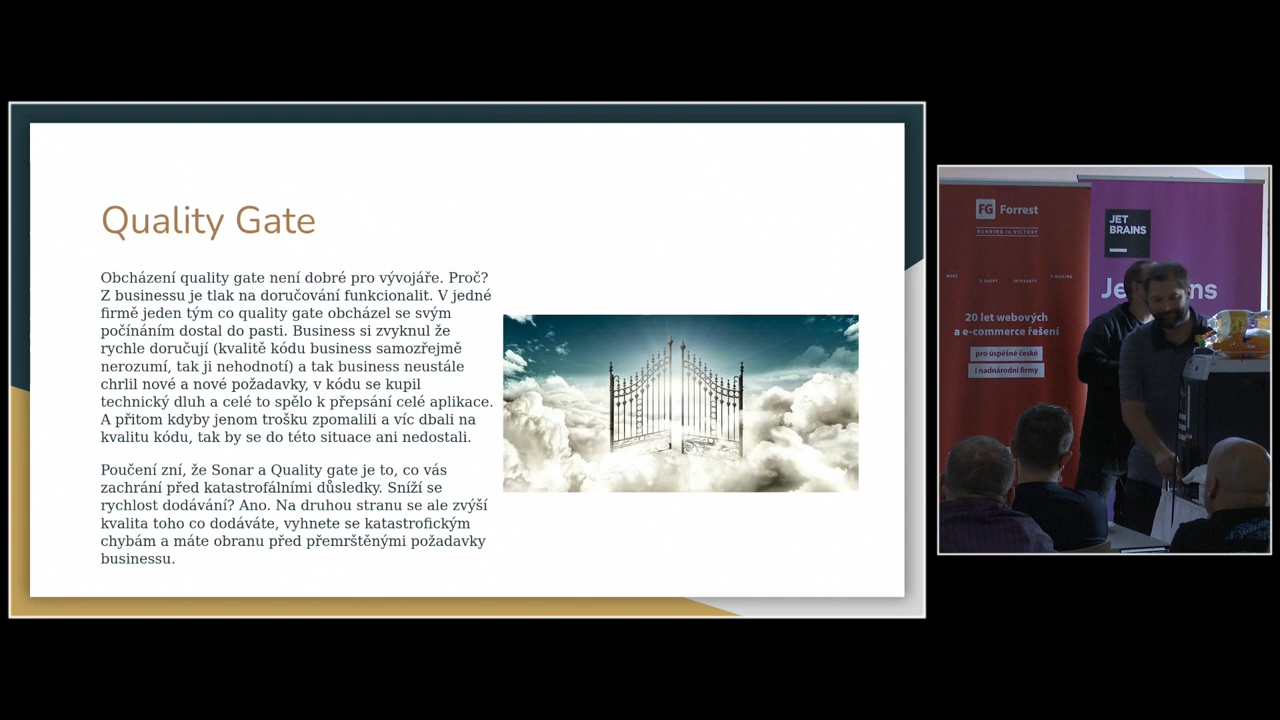 Quality Gate
Obcházení quality gate není dobré pro vývojáře. Proč?
Z businessu je tlak na doručování funkcionalit. V jedné
firmě jeden tým co quality gate obcházel se svým
počínáním dostal do pasti. Business si zvyknul že
rychle doručují (kvalitě kódu business samozřejmě
nerozumí, tak ji nehodnotí) a tak business neustále
chrlil nové a nové požadavky, v kódu se kupil
technický dluh a celé to spělo k přepsání celé aplikace.
A přitom kdyby jenom trošku zpomalili a víc dbali na
kvalitu kódu, tak by se do této situace ani nedostali.
Poučení zní, že Sonar a Quality gate je to, co vás
zachrání před katastrofálními důsledky. Sníží se
rychlost dodávání? Ano. Na druhou stranu se ale zvýší
kvalita toho co dodáváte, vyhnete se katastrofickým
chybám a máte obranu před přemrštěnými požadavky
businessu.
FG Forrest
RUNNING to VICTORY
20 let webových
a e-commerce řešení
pro úspěšné české
i nadnárodní firmy
JET
BRAINS